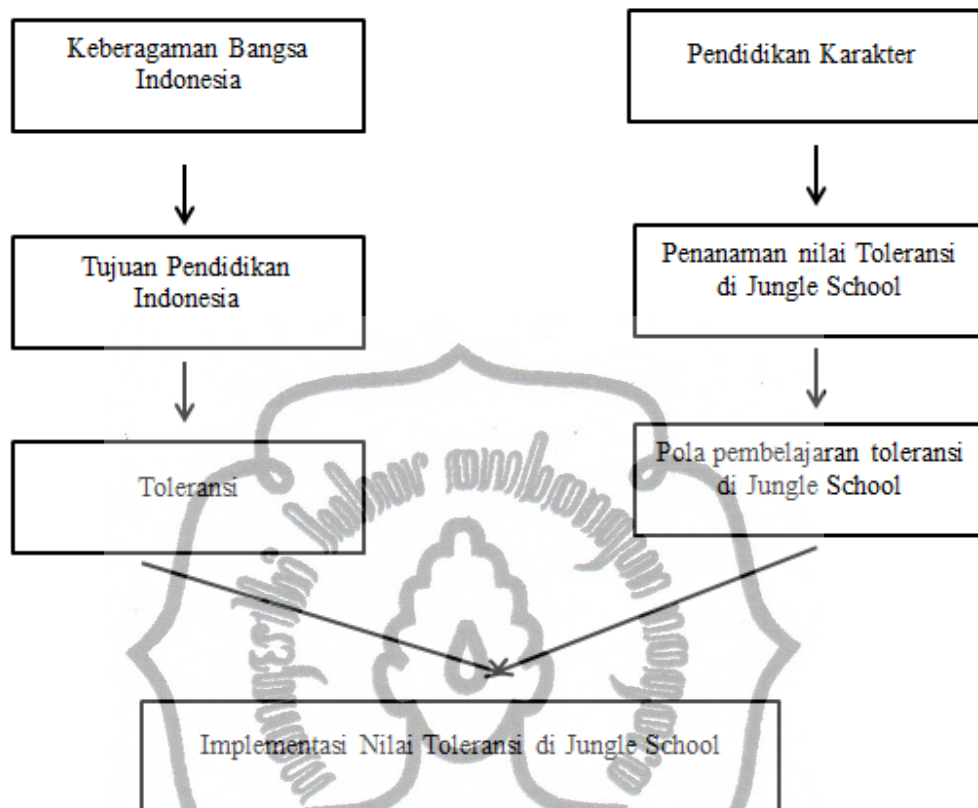 Keberagaman Bangsa
Indonesia
Pendidikan Karakter
Tujuan Pendidikan
Indonesia
Penanaman nilai Toleransi
di Jungle School
Toleransi
Pola pembelajaran toleransi
di Jungle School
Implementasi Nilai Toleransi di Jungle School